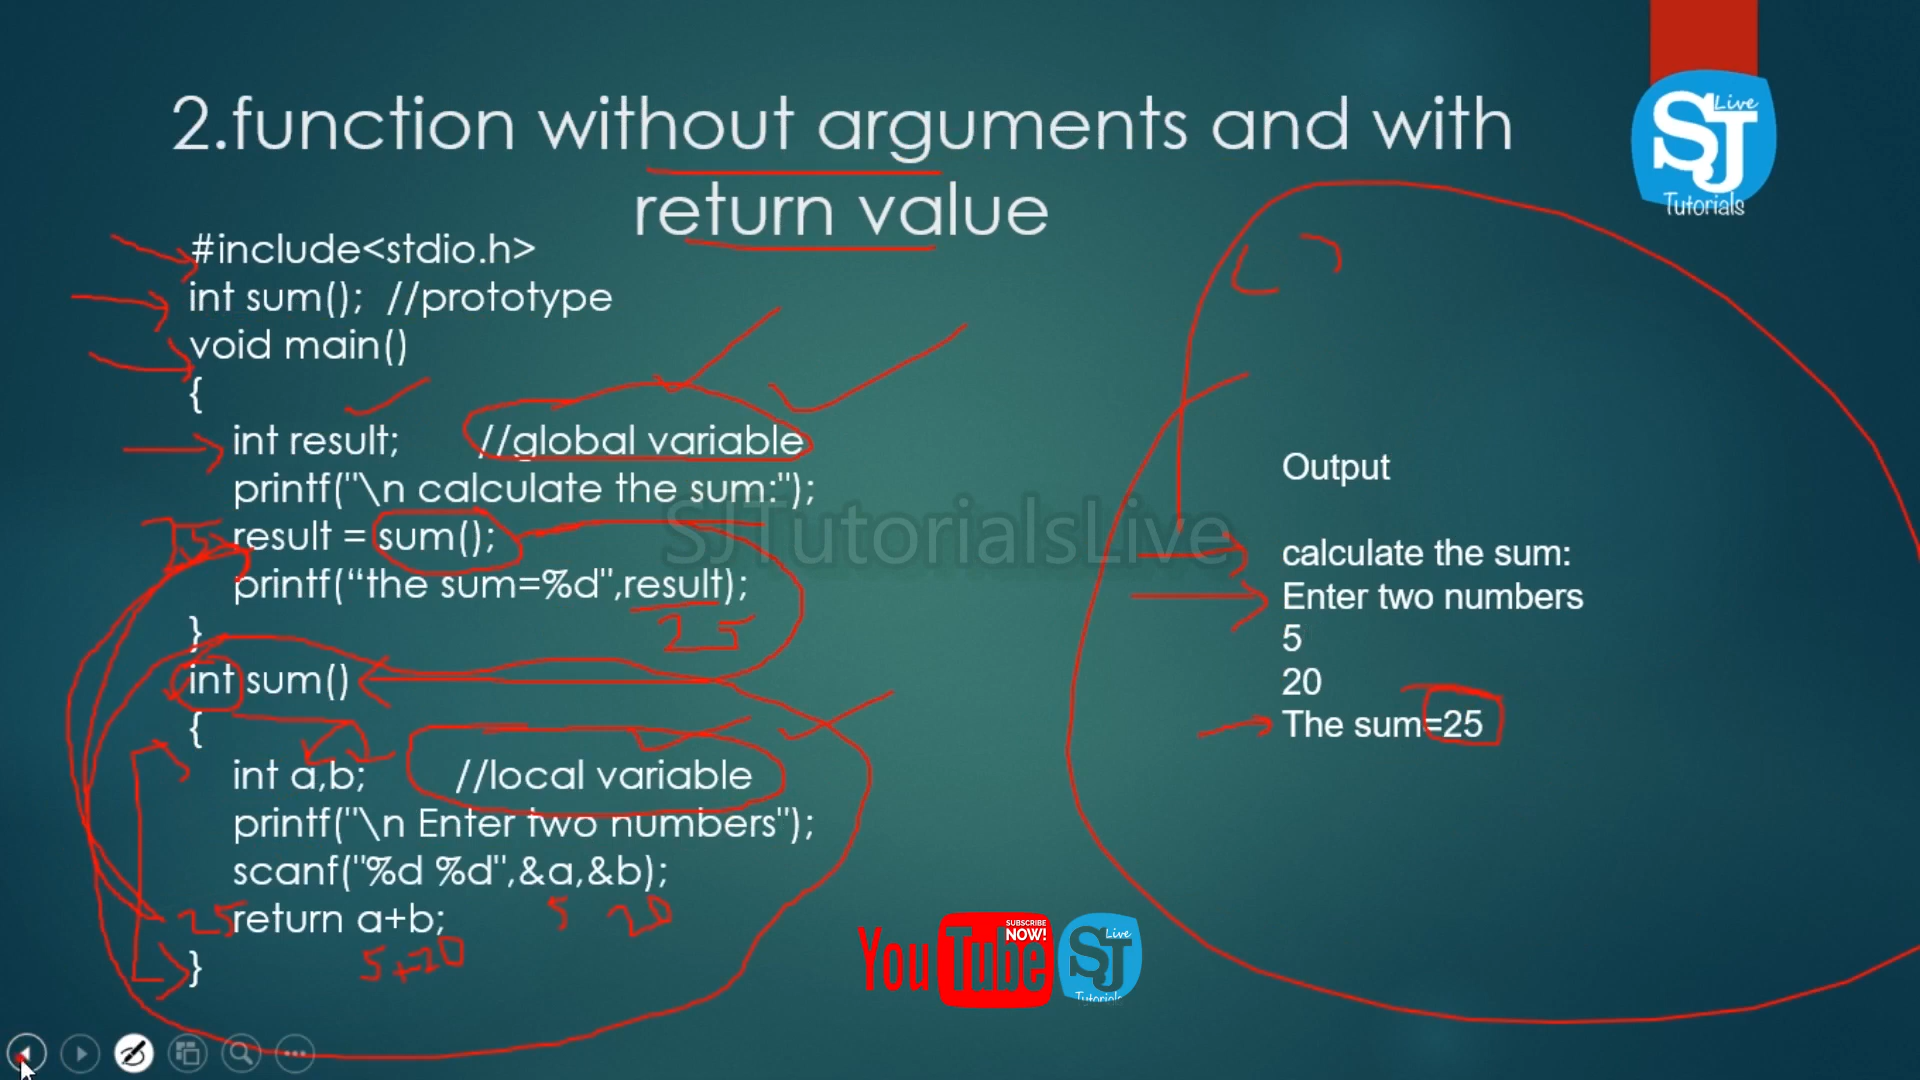 2.function without arguments and with
return value
SJ Live
Tutorials
#include<stdio.h>
int sum();  //prototype
void main()
{
int result;  //global variable
printf("\n calculate the sum:");
result = sum();
printf(“the sum=%d",result);
25
}
int sum()
{
int a,b;  //local variable
printf("\n Enter two numbers");
scanf("%d %d",&a,&b);
5 20
25 return a+b;
5+20
}
SJTutorialsLive
Output
calculate the sum:
Enter two numbers
5
20
The sum=25
YouTube SUBSCRIBE NOW!
SJ Live
Tutorials